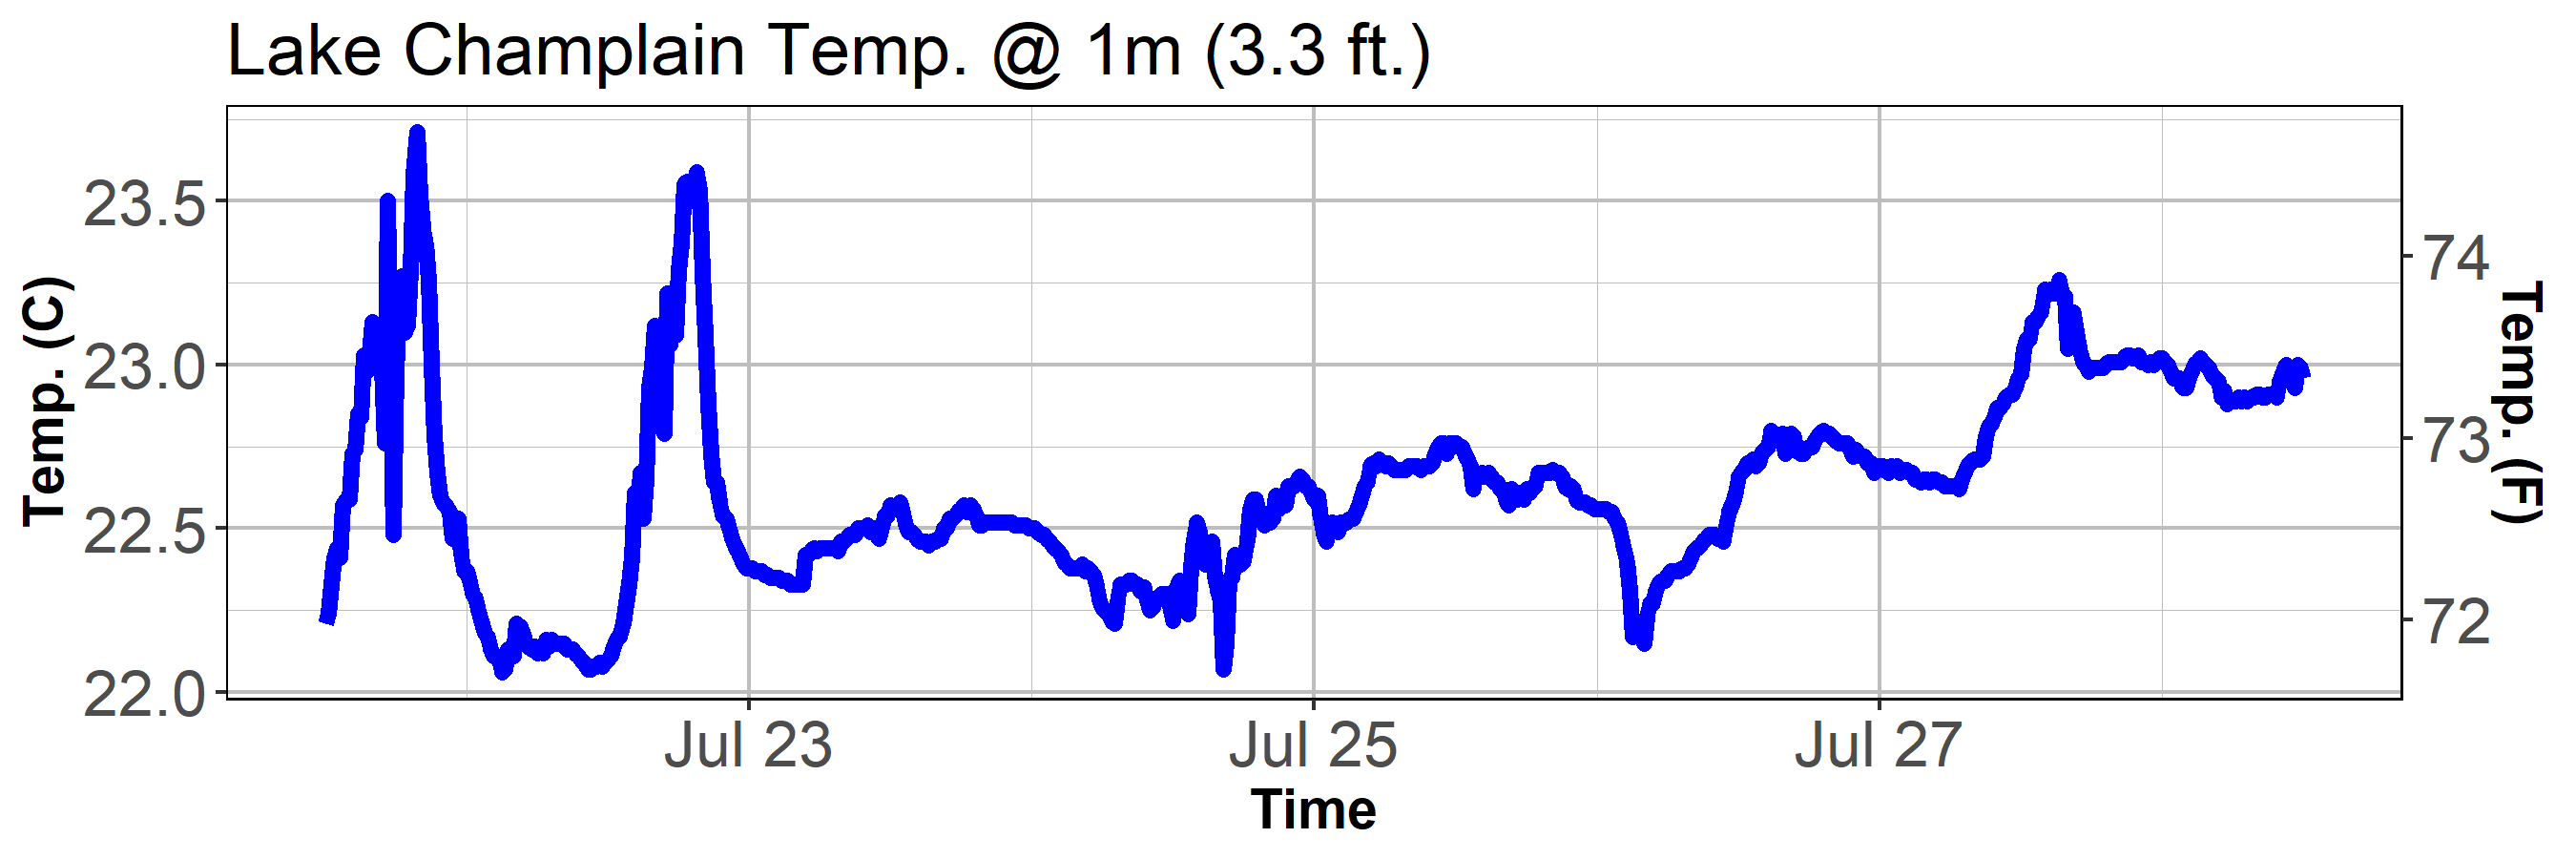 Lake Champlain Temp. @ 1m (3.3 ft.)
Temp. (C)
23.5
23.0
22.5
22.0
74
73
72
Temp. (F)
Jul 23 Jul 25 Jul 27
Time